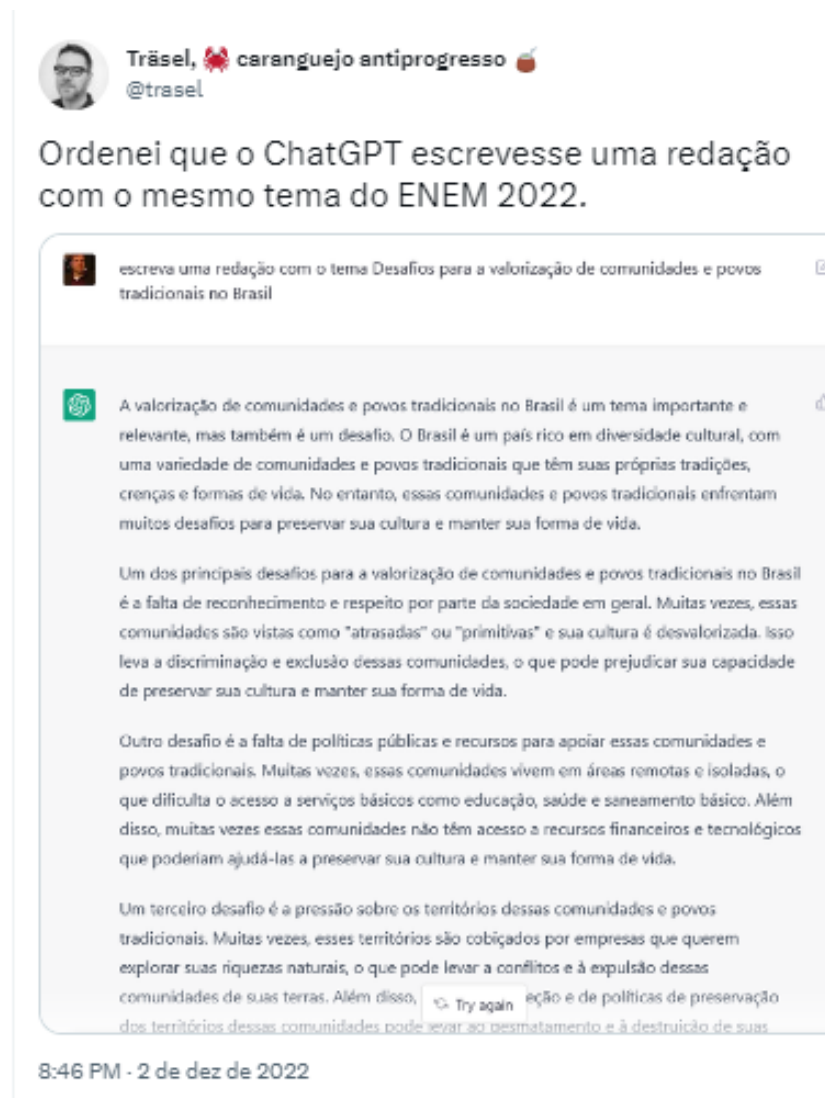 Träsel, 🦀 caranguejo antiprogresso 🧉
@trasel
Ordenei que o ChatGPT escrevesse uma redação
com o mesmo tema do ENEM 2022.
escreva uma redação com o tema Desafios para a valorização de comunidades e povos
tradicionais no Brasil
A valorização de comunidades e povos tradicionais no Brasil é um tema importante e
relevante, mas também é um desafio. O Brasil é um país rico em diversidade cultural, com
uma variedade de comunidades e povos tradicionais que têm suas próprias tradições,
crenças e formas de vida. No entanto, essas comunidades e povos tradicionais enfrentam
muitos desafios para preservar sua cultura e manter sua forma de vida.
Um dos principais desafios para a valorização de comunidades e povos tradicionais no Brasil
é a falta de reconhecimento e respeito por parte da sociedade em geral. Muitas vezes, essas
comunidades são vistas como "atrasadas" ou "primitivas" e sua cultura é desvalorizada. Isso
leva a discriminação e exclusão dessas comunidades, o que pode prejudicar sua capacidade
de preservar sua cultura e manter sua forma de vida.
Outro desafio é a falta de políticas públicas e recursos para apoiar essas comunidades e
povos tradicionais. Muitas vezes, essas comunidades vivem em áreas remotas e isoladas, o
que dificulta o acesso a serviços básicos como educação, saúde e saneamento básico. Além
disso, muitas vezes essas comunidades não têm acesso a recursos financeiros e tecnológicos
que poderiam ajudá-las a preservar sua cultura e manter sua forma de vida.
Um terceiro desafio é a pressão sobre os territórios dessas comunidades e povos
tradicionais. Muitas vezes, esses territórios são cobiçados por empresas que querem
explorar suas riquezas naturais, o que pode levar a conflitos e à expulsão dessas
comunidades de suas terras. Além disso, Try again eção e de políticas de preservação
dos territórios dessas comunidades pode levar ao desmatamento e à destruição de suas
8:46 PM · 2 de dez de 2022